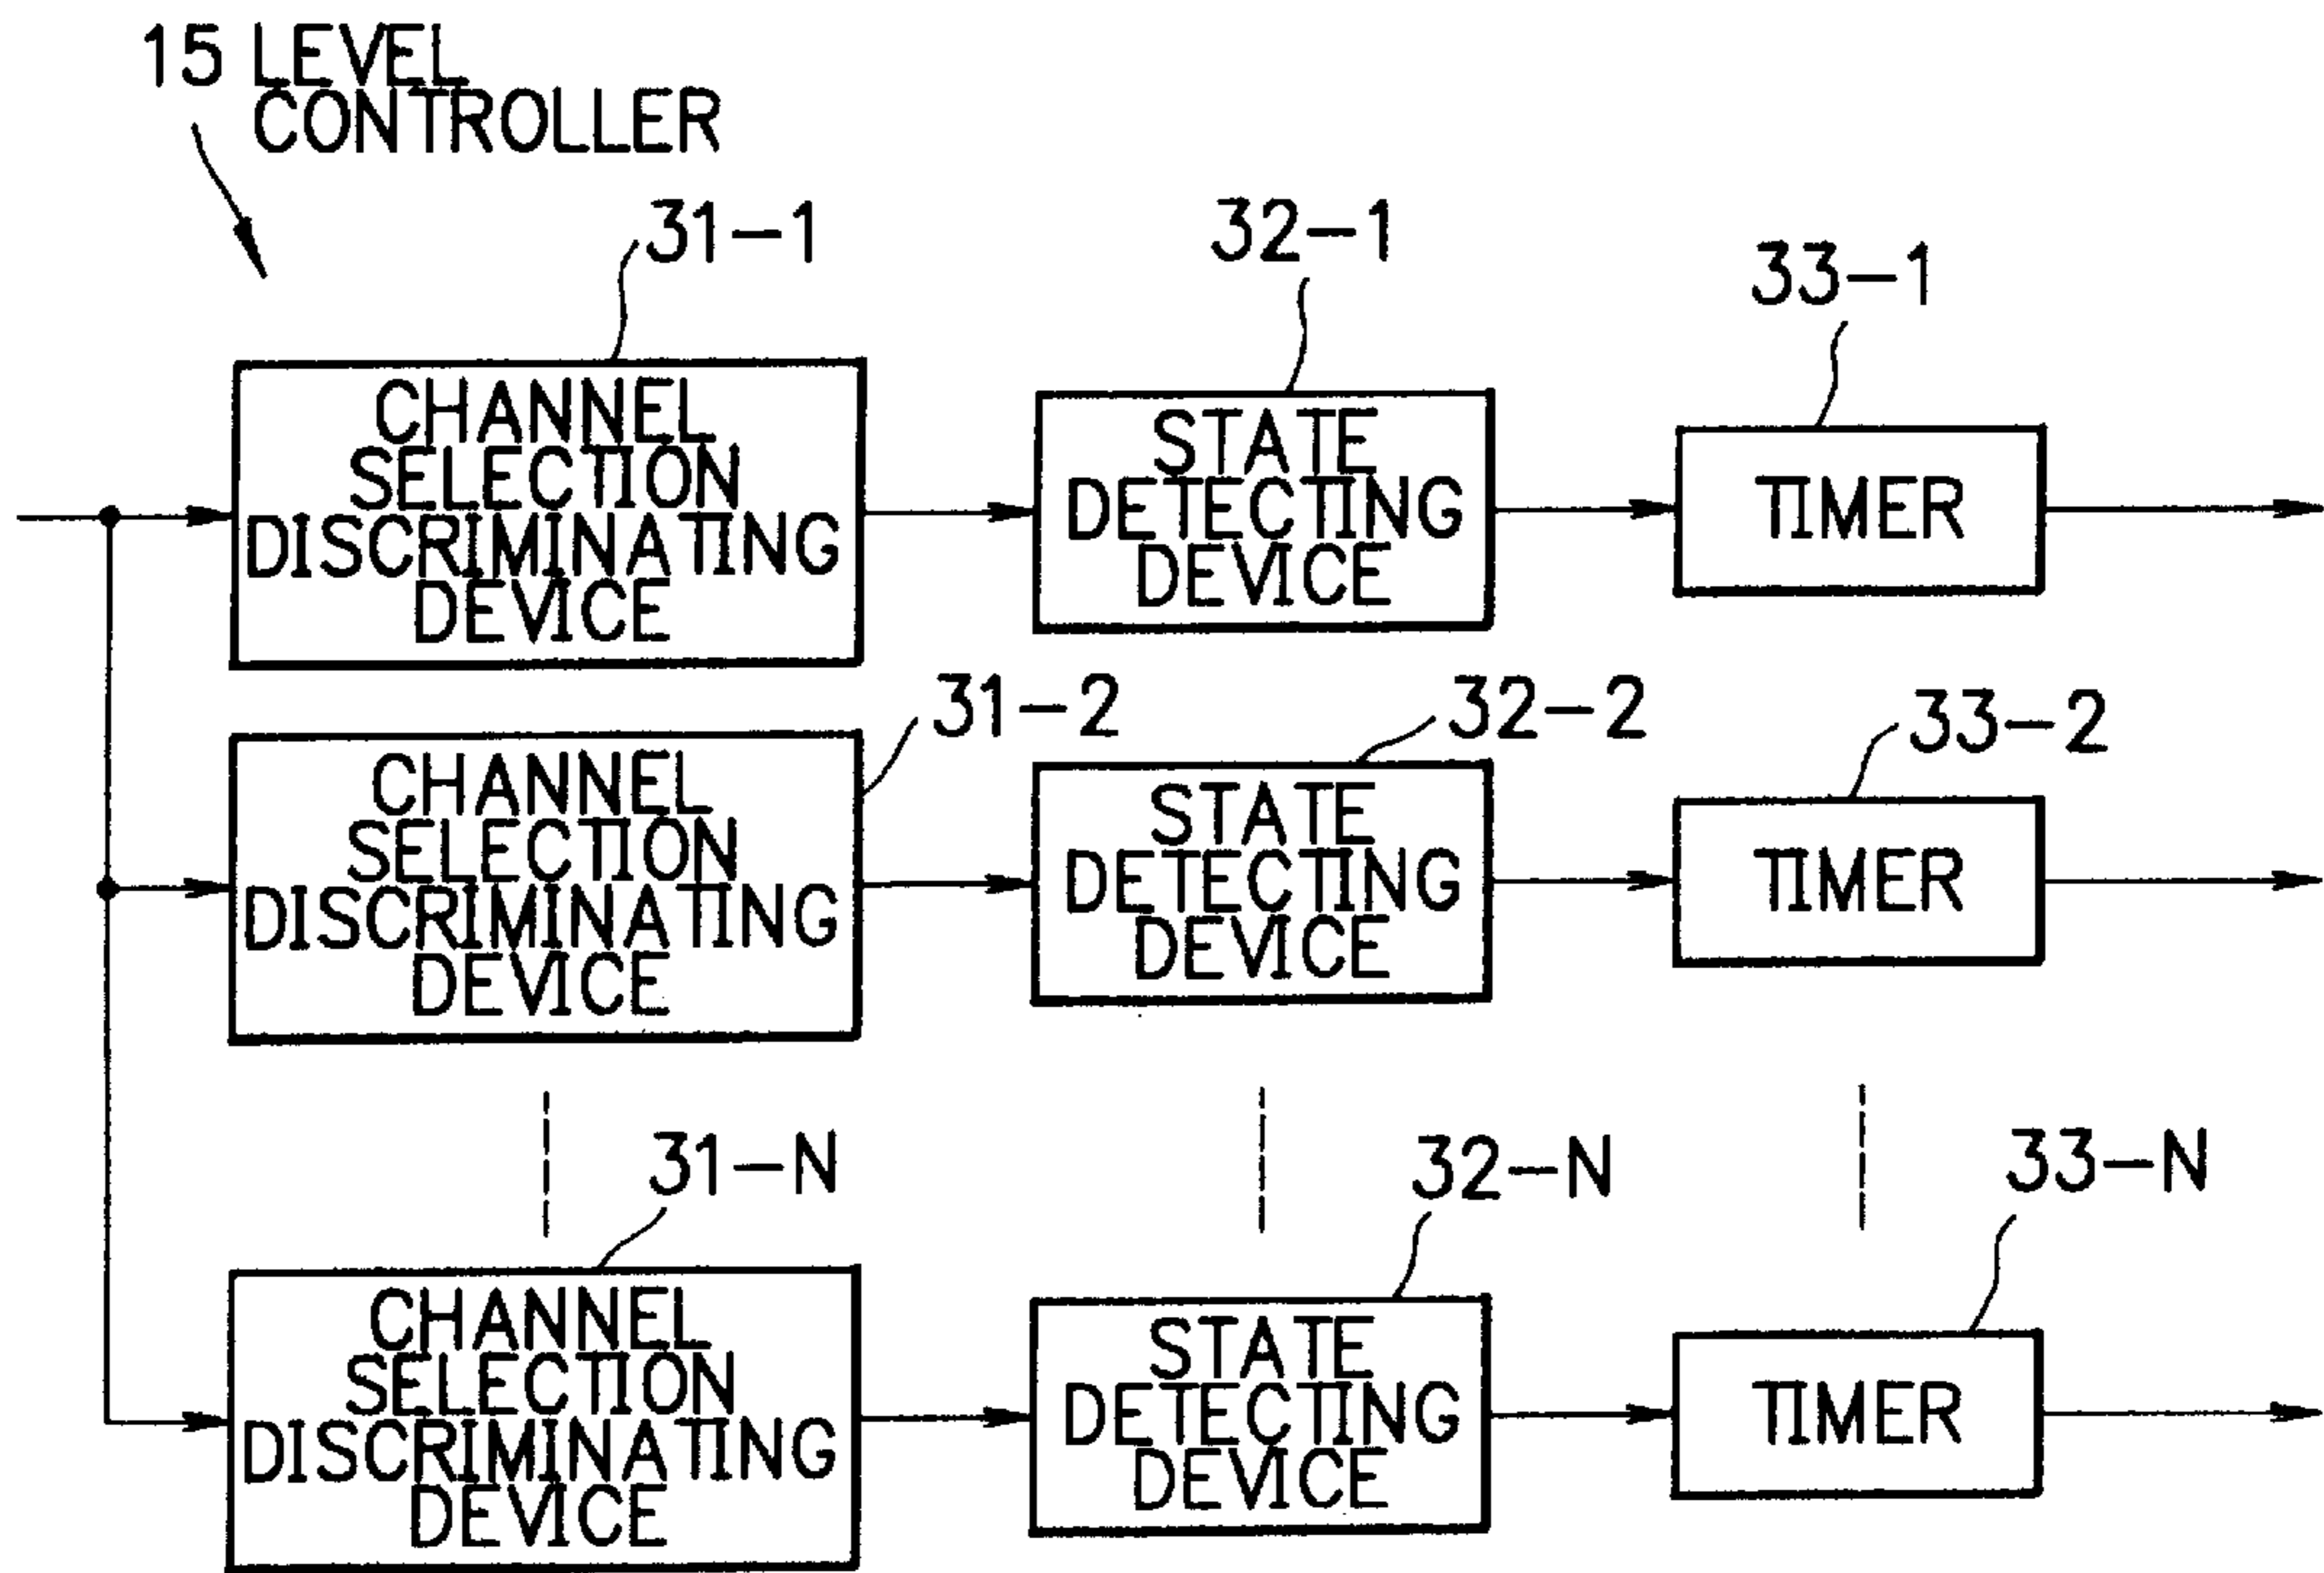 15 LEVEL
CONTROLLER
31-1
32-1
33-1
CHANNEL
SELECTION
DISCRIMINATING
DEVICE
STATE
DETECTING
DEVICE
TIMER
31-2
32-2
33-2
CHANNEL
SELECTION
DISCRIMINATING
DEVICE
STATE
DETECTING
DEVICE
TIMER
31-N
32-N
33-N
CHANNEL
SELECTION
DISCRIMINATING
DEVICE
STATE
DETECTING
DEVICE
TIMER